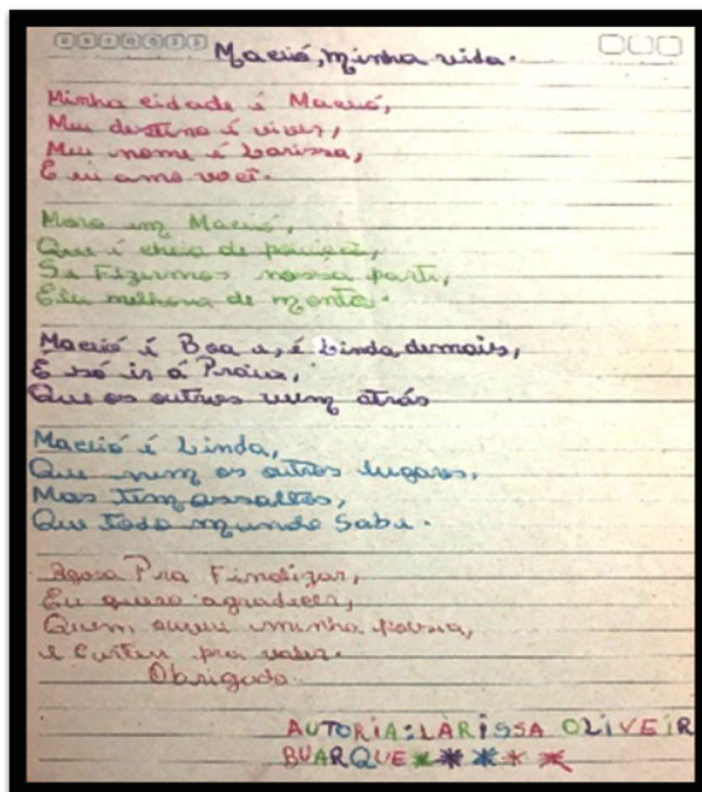 Maceió, minha vida.
Minha cidade é Maceió,
Meu destino é viver,
Meu nome é Larissa,
E eu amo você.
Moro em Maceió,
Que é cheia de
Se Fizermos nossa parte,
Ela melhora de monte.
Maceió é Boa e, é Linda demais,
É só ir á Praia,
Que os outros vem atrás
Maceió é Linda,
Que nem os outros lugares,
Mas Tem assaltos,
Que Todo mundo Sabe.
Agora Pra Finalizar,
Eu quero agradecer,
Quem ouviu minha poesia,
e curtiu pra valer.
Obrigado.
AUTORIA: LARISSA OLIVEIR
BUARQUE